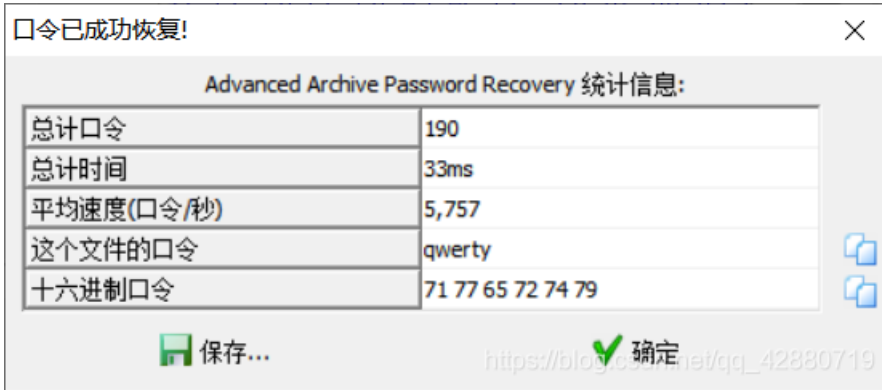 口令已成功恢复!
Advanced Archive Password Recovery 统计信息:
总计口令 190
总计时间 33ms
平均速度(口令/秒) 5,757
这个文件的口令 qwerty
十六进制口令 71 77 65 72 74 79
保存... 确定
https://blog.csdn.net/qq_42880719